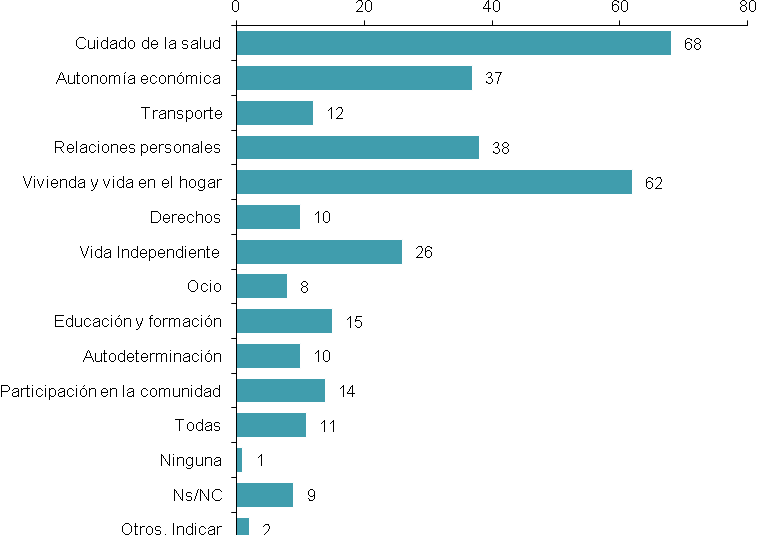 0 20 40 60 80
Cuidado de la salud 68
Autonomía económica 37
Transporte 12
Relaciones personales 38
Vivienda y vida en el hogar 62
Derechos 10
Vida Independiente 26
Ocio 8
Educación y formación 15
Autodeterminación 10
Participación en la comunidad 14
Todas 11
Ninguna 1
Ns/NC 9
Otros. Indicar 2